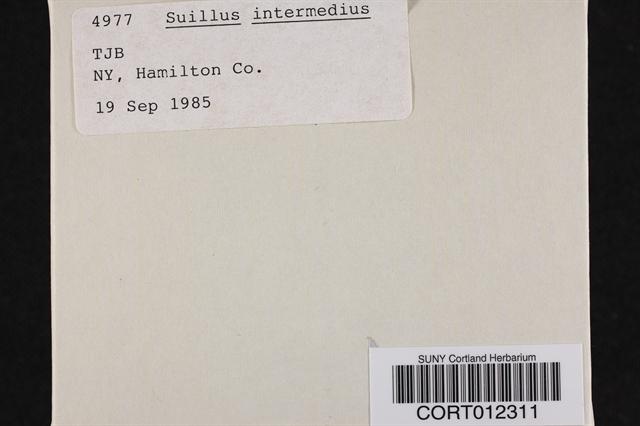 4977 Suillus intermedius
TJB
NY, Hamilton Co.
19 Sep 1985
SUNY Cortland Herbarium
CORT012311